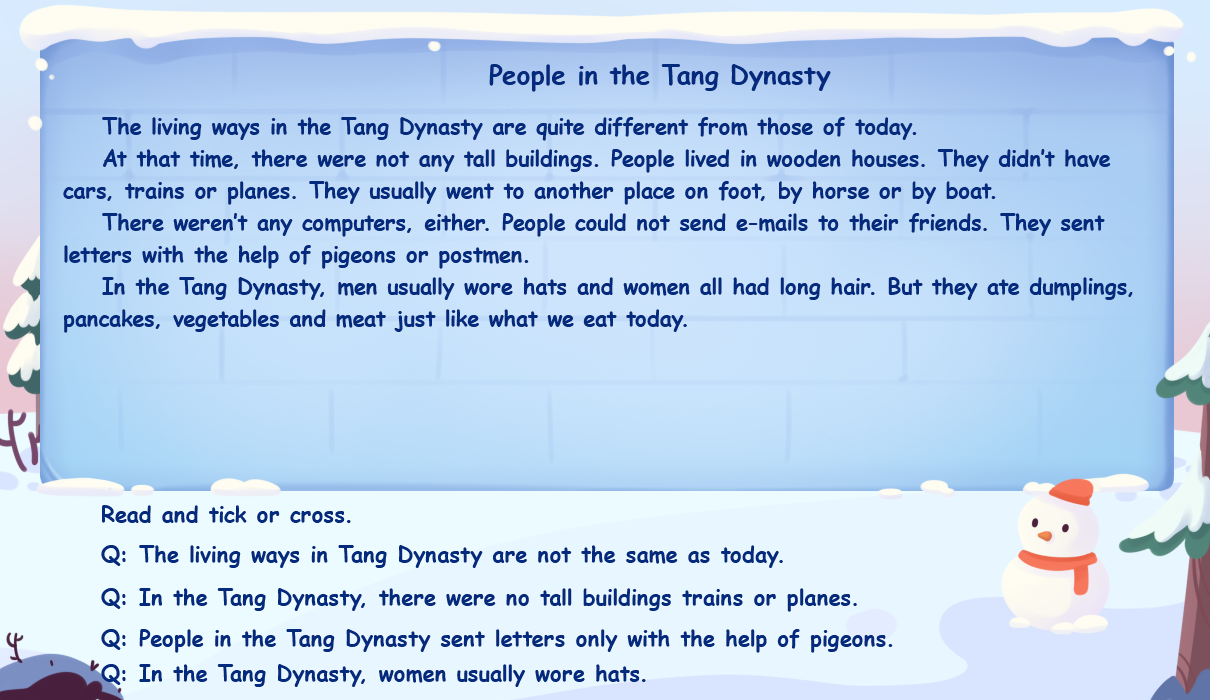 People in the Tang Dynasty
The living ways in the Tang Dynasty are quite different from those of today.
At that time, there were not any tall buildings. People lived in wooden houses. They didn't have
cars, trains or planes. They usually went to another place on foot, by horse or by boat.
There weren't any computers, either. People could not send e-mails to their friends. They sent
letters with the help of pigeons or postmen.
In the Tang Dynasty, men usually wore hats and women all had long hair. But they ate dumplings,
pancakes, vegetables and meat just like what we eat today.
Read and tick or cross.
Q: The living ways in Tang Dynasty are not the same as today.
Q: In the Tang Dynasty, there were no tall buildings trains or planes.
Q: People in the Tang Dynasty sent letters only with the help of pigeons.
Q: In the Tang Dynasty, women usually wore hats.